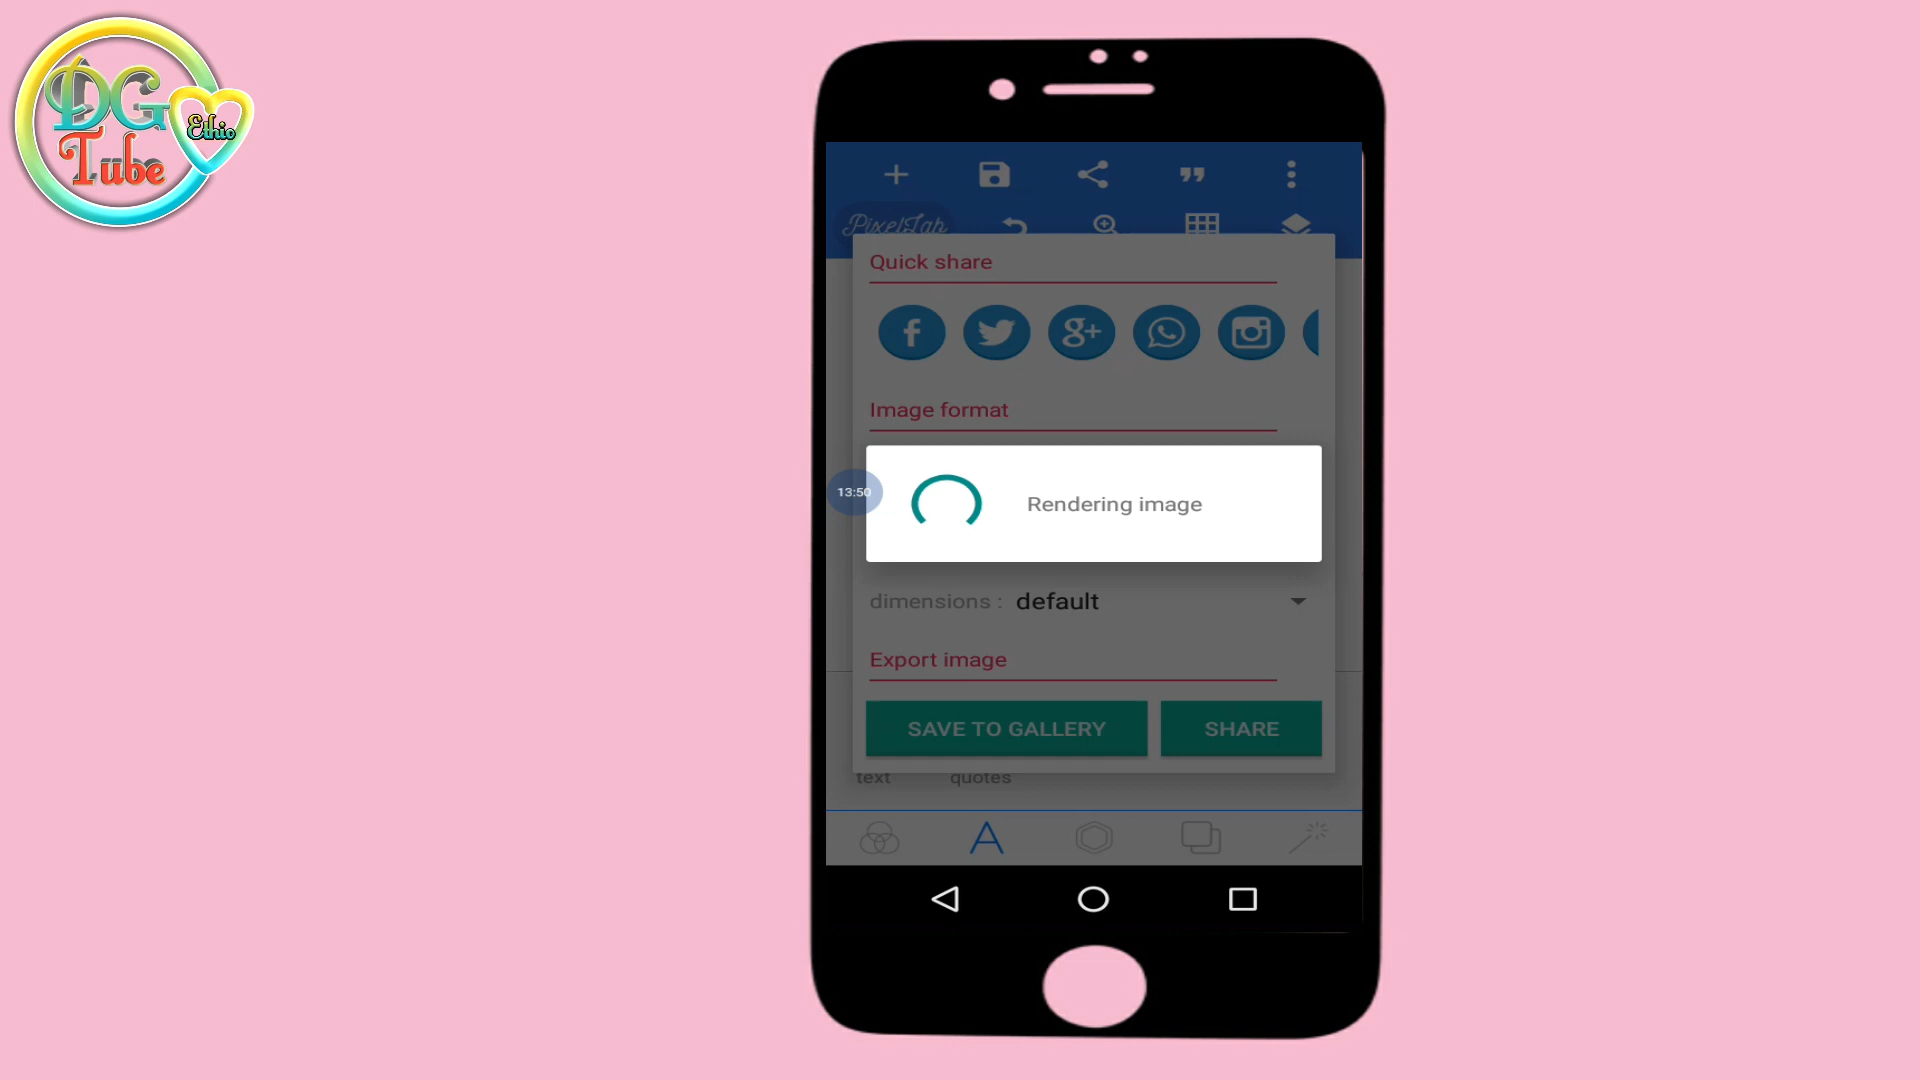 DG
Tube
Ethio
PixelLab
Quick share
Image format
13:50
Rendering image
dimensions : default
Export image
SAVE TO GALLERY
SHARE
text
quotes